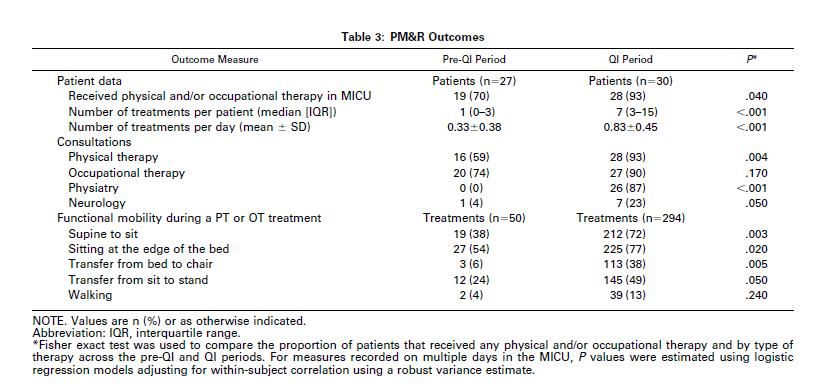 Table 3: PM&R Outcomes
Outcome Measure Pre-QI Period QI Period P*
Patient data Patients (n=27) Patients (n=30)
Received physical and/or occupational therapy in MICU 19 (70) 28 (93) .040
Number of treatments per patient (median [IQR]) 1 (0–3) 7 (3–15) <.001
Number of treatments per day (mean ± SD) 0.33±0.38 0.83±0.45 <.001
Consultations
Physical therapy 16 (59) 28 (93) .004
Occupational therapy 20 (74) 27 (90) .170
Physiatry 0 (0) 26 (87) <.001
Neurology 1 (4) 7 (23) .050
Functional mobility during a PT or OT treatment Treatments (n=50) Treatments (n=294)
Supine to sit 19 (38) 212 (72) .003
Sitting at the edge of the bed 27 (54) 225 (77) .020
Transfer from bed to chair 3 (6) 113 (38) .005
Transfer from sit to stand 12 (24) 145 (49) .050
Walking 2 (4) 39 (13) .240
NOTE. Values are n (%) or as otherwise indicated.
Abbreviation: IQR, interquartile range.
*Fisher exact test was used to compare the proportion of patients that received any physical and/or occupational therapy and by type of
therapy across the pre-QI and QI periods. For measures recorded on multiple days in the MICU, P values were estimated using logistic
regression models adjusting for within-subject correlation using a robust variance estimate.